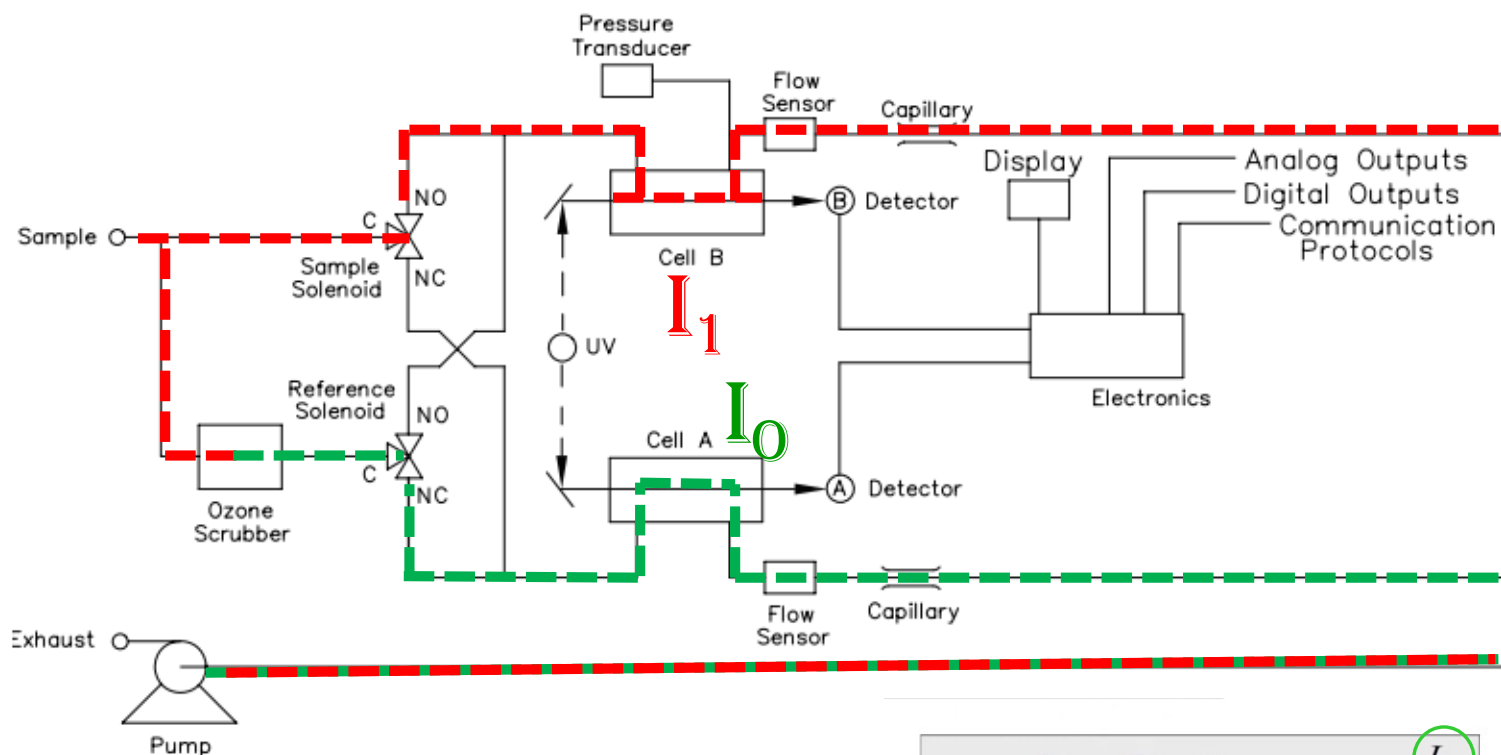 Pressure
Transducer
Flow
Sensor
Capillary
Display
Analog Outputs
Digital Outputs
Communication
Protocols
NO
C
B
Detector
Sample
Sample
Solenoid
NC
Cell B
I1
UV
Reference
Solenoid
NO
I0
Electronics
Cell A
C
NC
A
Detector
Ozone
Scrubber
Flow
Sensor
Capillary
Exhaust
Pump